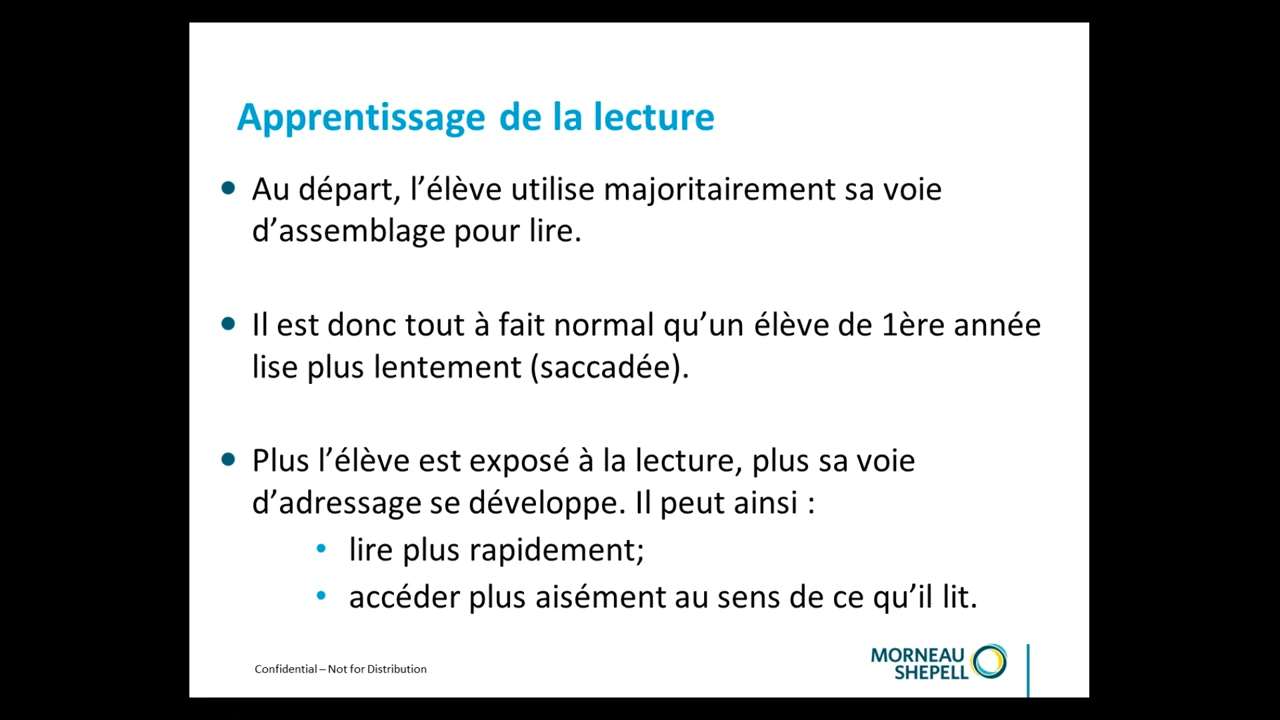 Apprentissage de la lecture
• Au départ, l’élève utilise majoritairement sa voie
d’assemblage pour lire.
• Il est donc tout à fait normal qu’un élève de 1ère année
lise plus lentement (saccadée).
• Plus l’élève est exposé à la lecture, plus sa voie
d’adressage se développe. Il peut ainsi :
• lire plus rapidement;
• accéder plus aisément au sens de ce qu’il lit.
Confidential – Not for Distribution
MORNEAU
SHEPELL